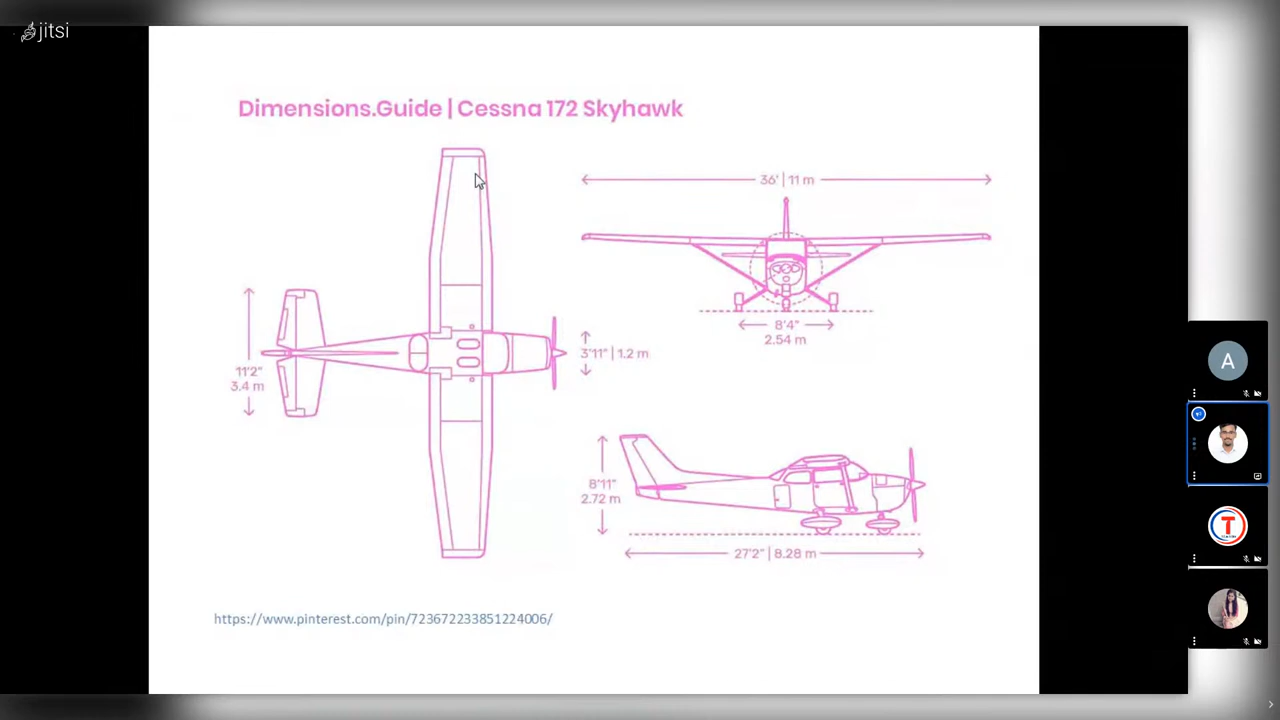 jitsi
Dimensions.Guide | Cessna 172 Skyhawk
36' | 11 m
8'4"
2.54 m
3'11" | 1.2 m
11'2"
3.4 m
8'11"
2.72 m
27'2" | 8.28 m
https://www.pinterest.com/pin/723672233851224006/
A
T